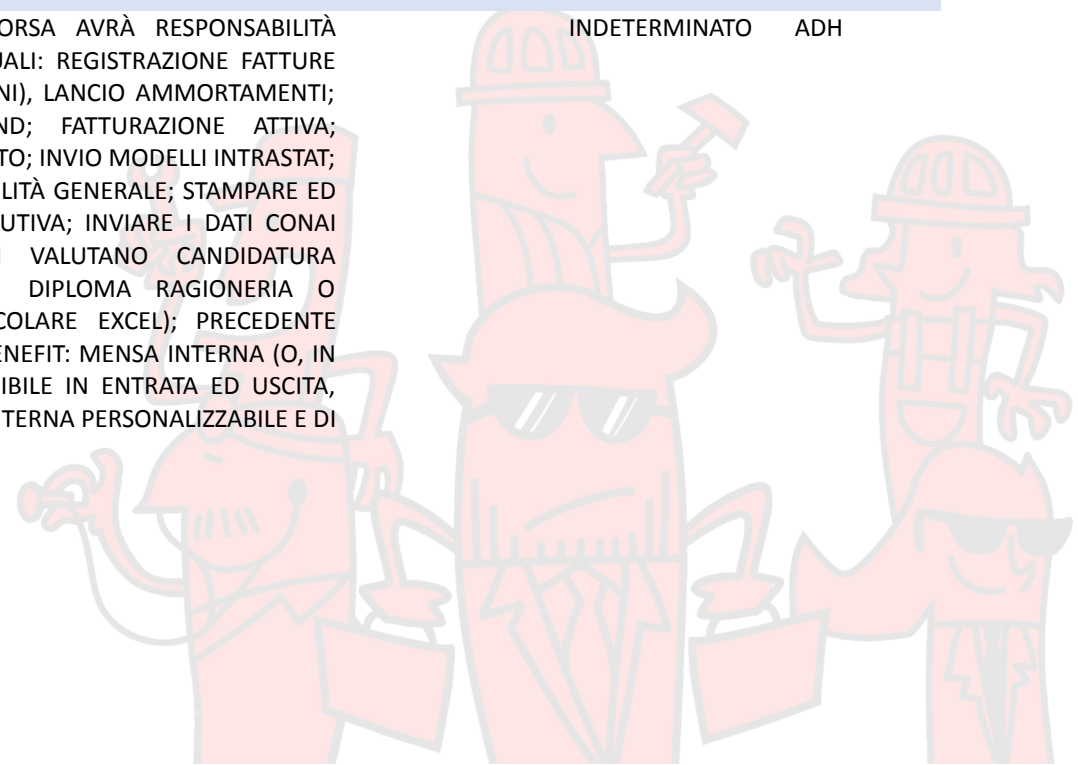 ORSA AVRÀ RESPONSABILITÀ INDETERMINATO ADH
UALI: REGISTRAZIONE FATTURE
NI), LANCIO AMMORTAMENTI;
ND; FATTURAZIONE ATTIVA;
TO; INVIO MODELLI INTRASTAT;
LITÀ GENERALE; STAMPARE ED
UTIVA; INVIARE I DATI CONAI
I VALUTANO CANDIDATURA
DIPLOMA RAGIONERIA O
COLARE EXCEL); PRECEDENTE
ENEFIT: MENSA INTERNA (O, IN
IBILE IN ENTRATA ED USCITA,
TERNA PERSONALIZZABILE E DI